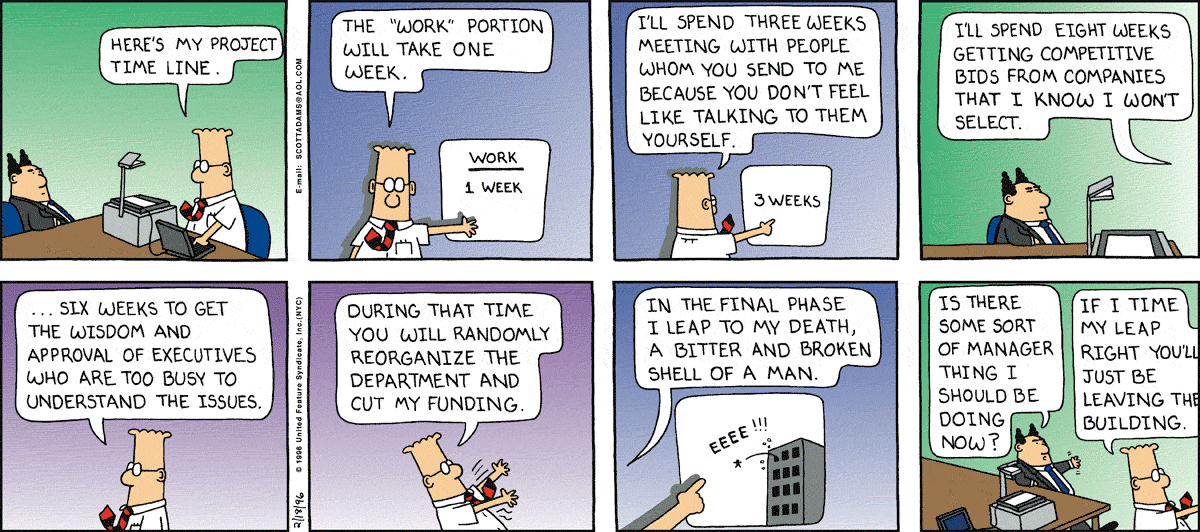 HERE'S MY PROJECT
TIME LINE.
E-mail: SCOTTADAMS@AOL.COM
THE "WORK" PORTION
WILL TAKE ONE
WEEK.
WORK
1 WEEK
I'LL SPEND THREE WEEKS
MEETING WITH PEOPLE
WHOM YOU SEND TO ME
BECAUSE YOU DON'T FEEL
LIKE TALKING TO THEM
YOURSELF.
3 WEEKS
I'LL SPEND EIGHT WEEKS
GETTING COMPETITIVE
BIDS FROM COMPANIES
THAT I KNOW I WON'T
SELECT.
...SIX WEEKS TO GET
THE WISDOM AND
APPROVAL OF EXECUTIVES
WHO ARE TOO BUSY TO
UNDERSTAND THE ISSUES.
2/18/96 © 1996 United Feature Syndicate, Inc.(NYC)
DURING THAT TIME
YOU WILL RANDOMLY
REORGANIZE THE
DEPARTMENT AND
CUT MY FUNDING.
IN THE FINAL PHASE
I LEAP TO MY DEATH,
A BITTER AND BROKEN
SHELL OF A MAN.
EEEE!!!
IS THERE
SOME SORT
OF MANAGER
THING I
SHOULD BE
DOING
NOW?
IF I TIME
MY LEAP
RIGHT YOU'LL
JUST BE
LEAVING THE
BUILDING.